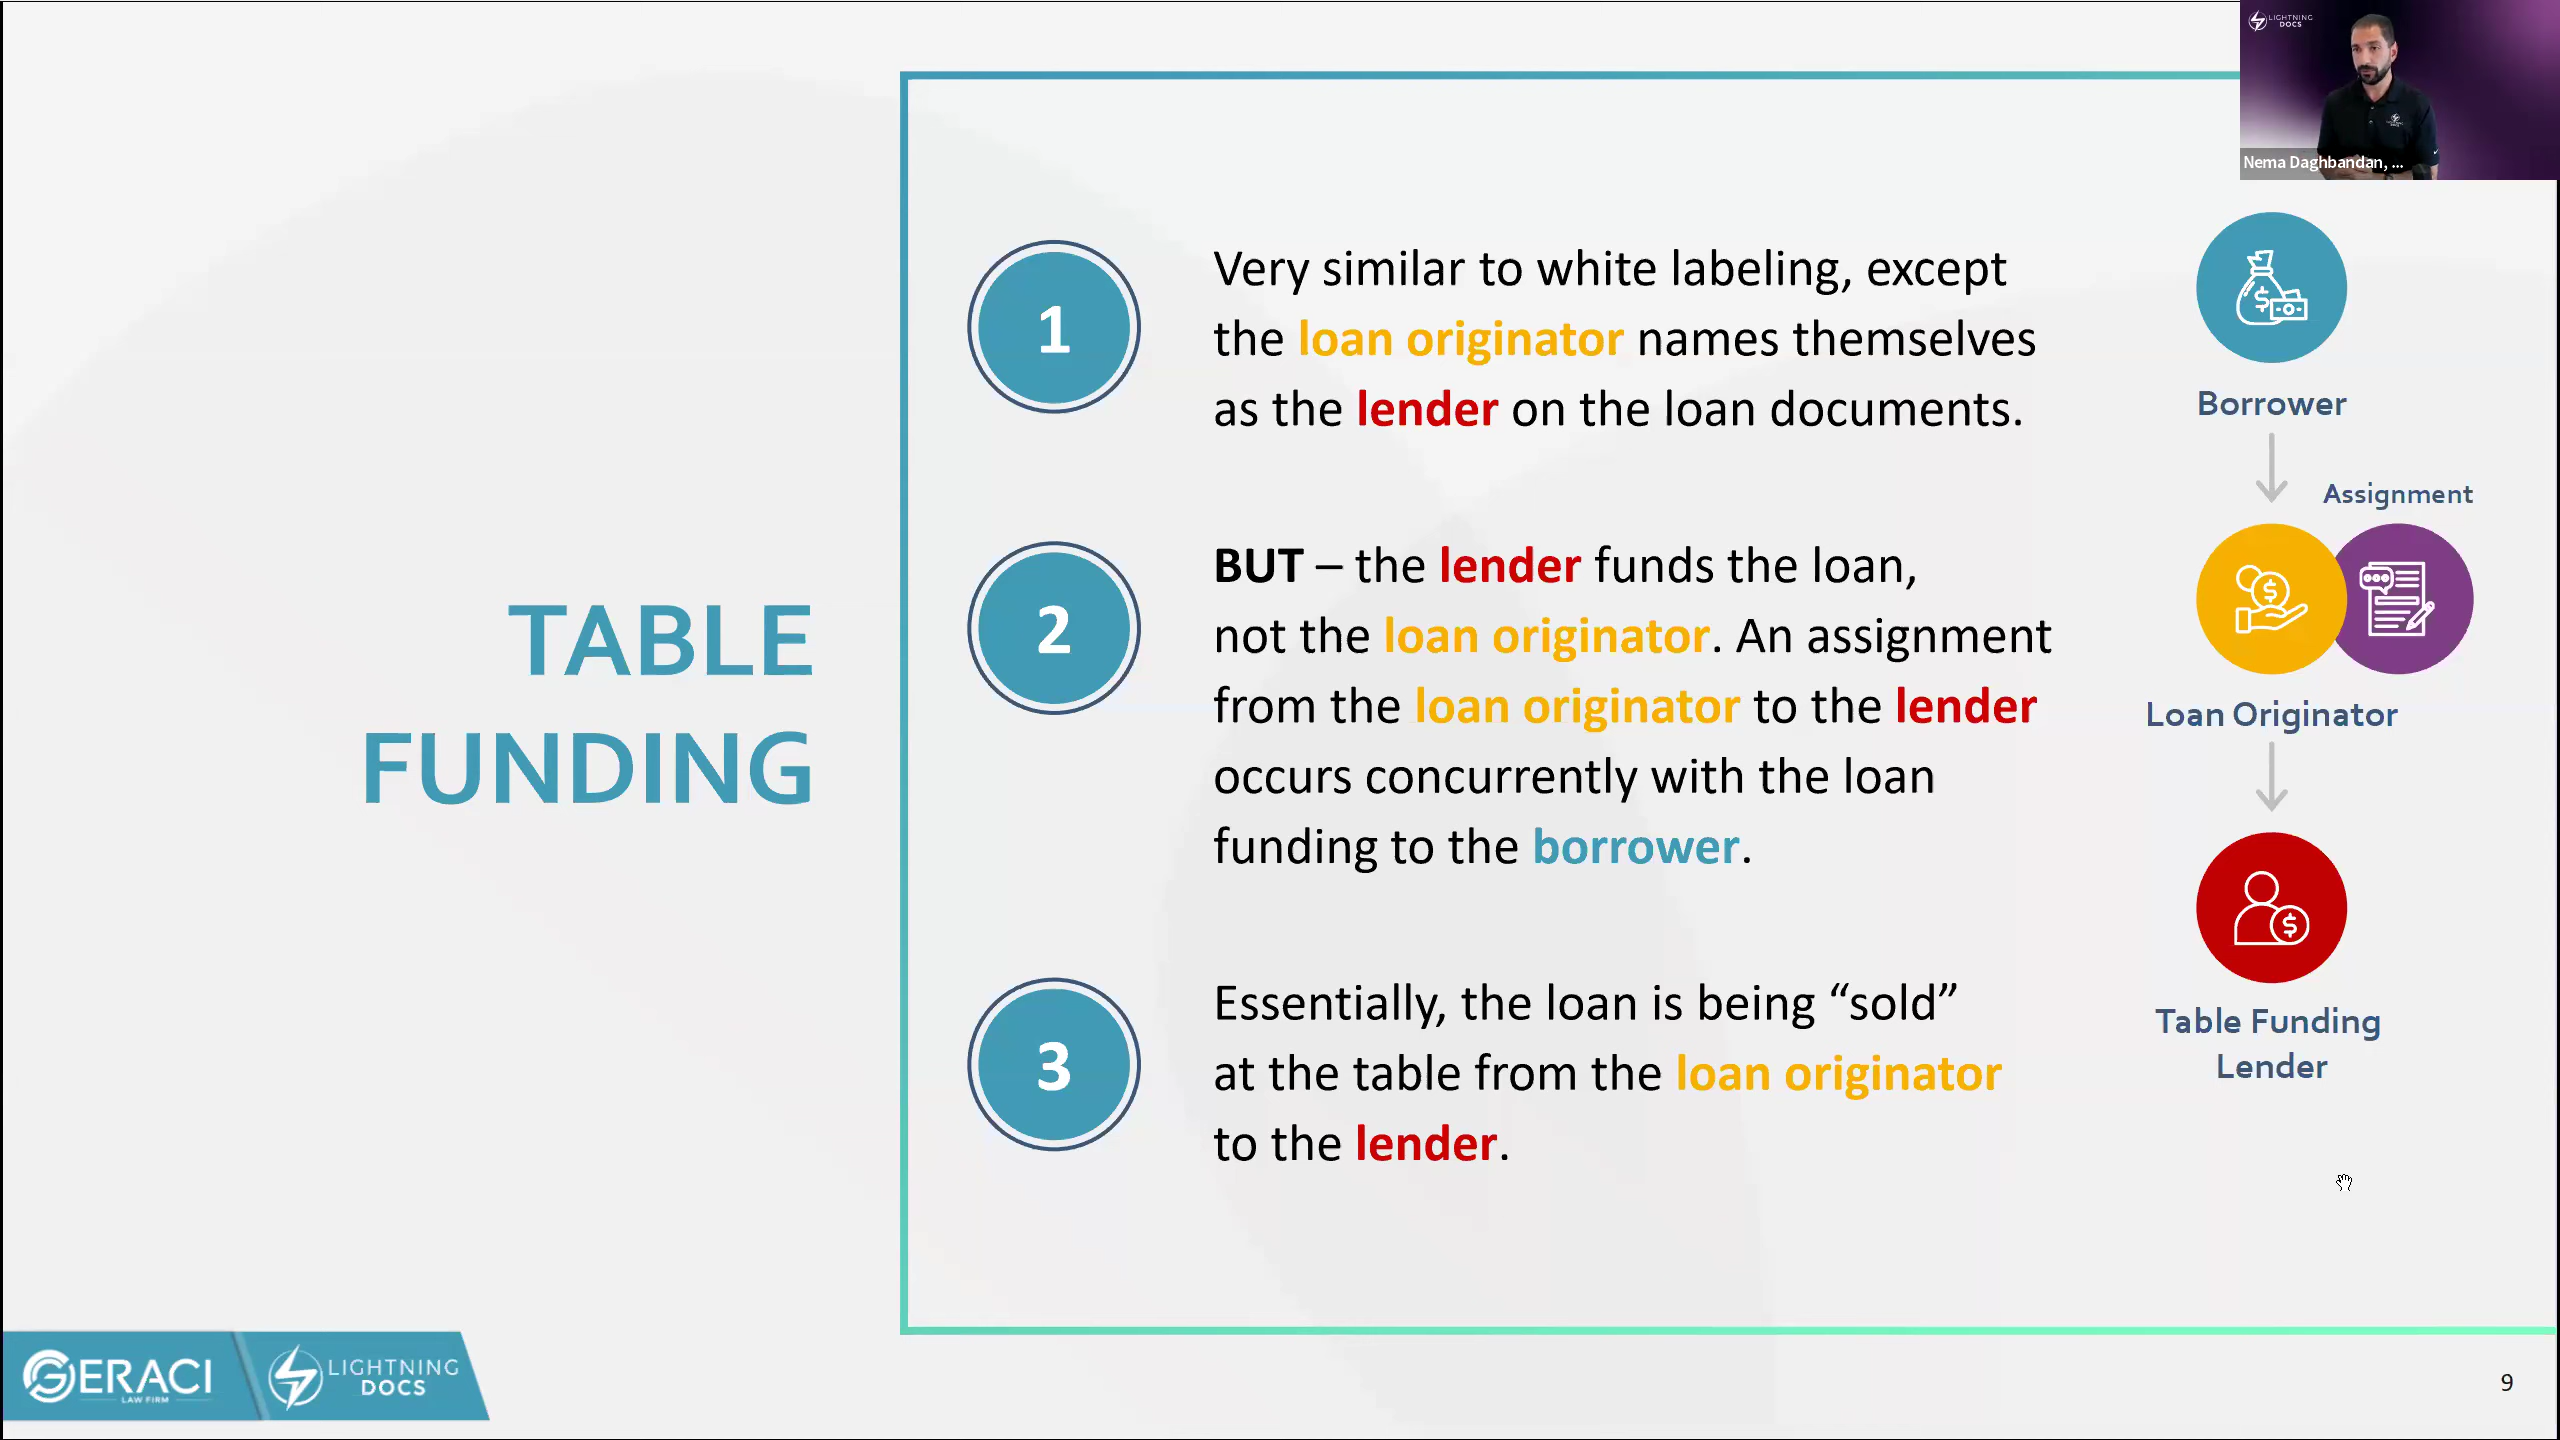 LIGHTNING
DOCS
Nema Daghbandan, ...
TABLE
FUNDING
1
Very similar to white labeling, except
the loan originator names themselves
as the lender on the loan documents.
2
BUT – the lender funds the loan,
not the loan originator. An assignment
from the loan originator to the lender
occurs concurrently with the loan
funding to the borrower.
3
Essentially, the loan is being “sold”
at the table from the loan originator
to the lender.
Borrower
Assignment
Loan Originator
Table Funding
Lender
GERACI
LAW FIRM
LIGHTNING
DOCS
9